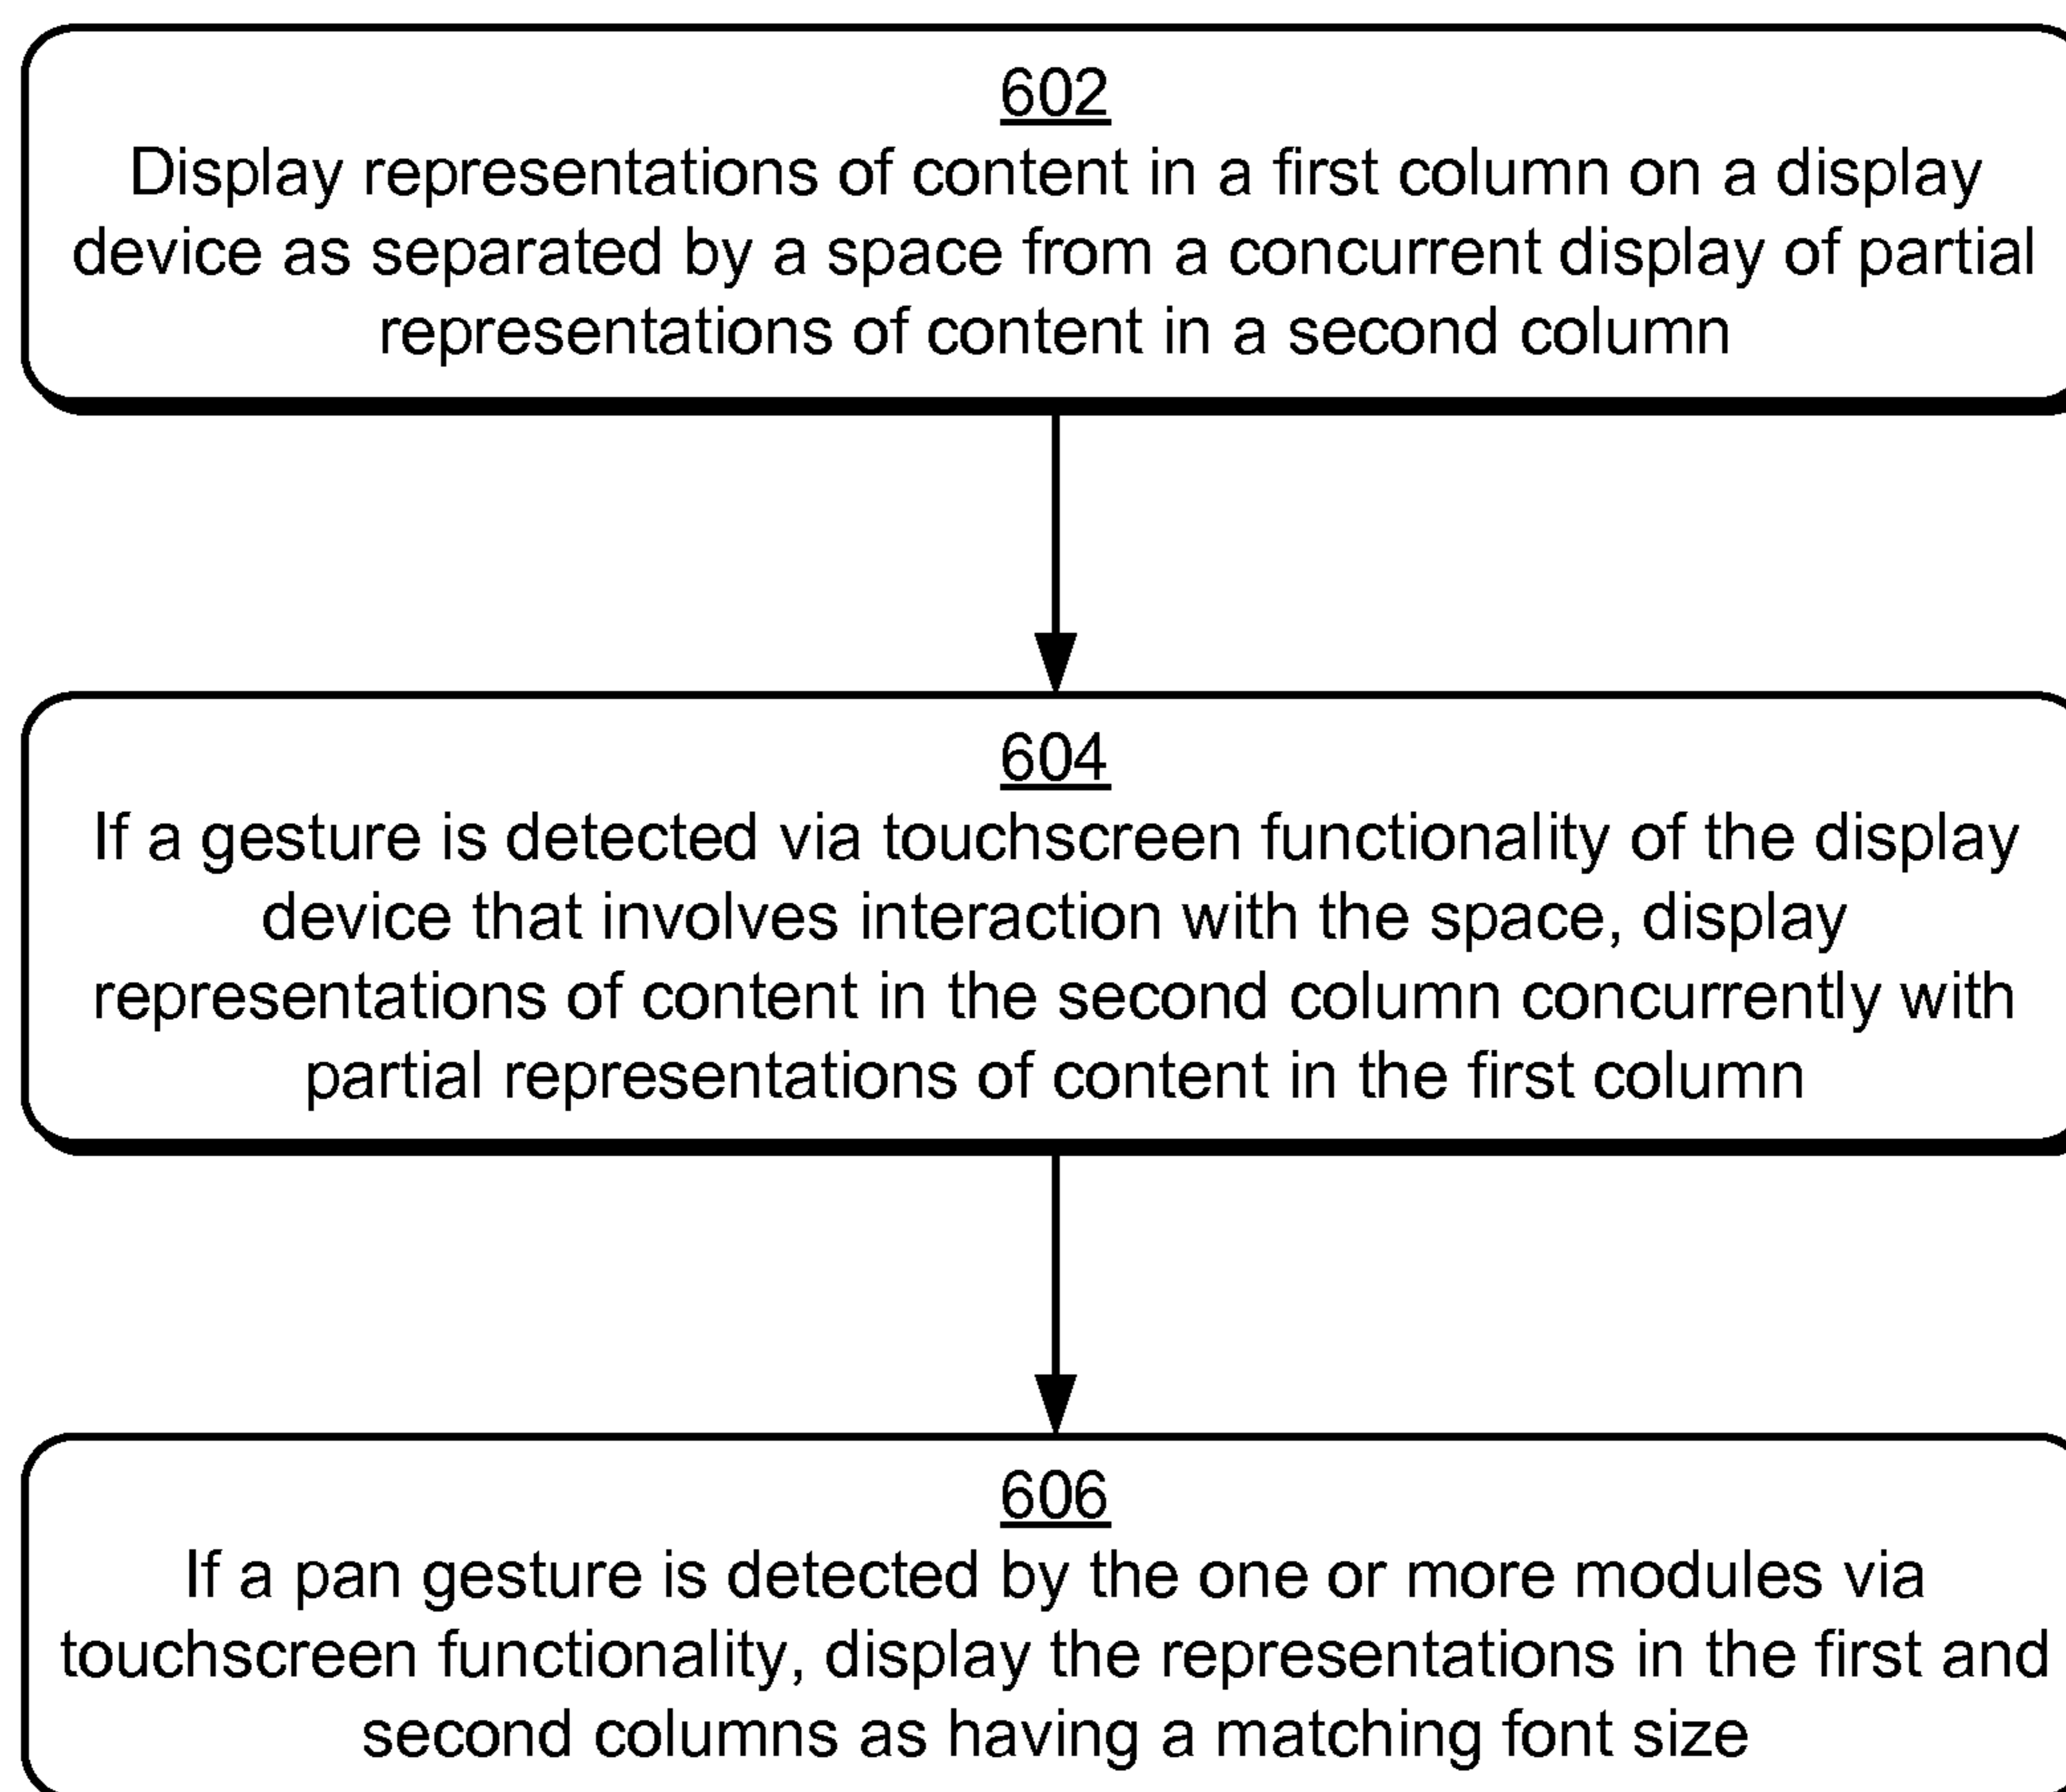 602
Display representations of content in a first column on a display
device as separated by a space from a concurrent display of partial
representations of content in a second column
604
If a gesture is detected via touchscreen functionality of the display
device that involves interaction with the space, display
representations of content in the second column concurrently with
partial representations of content in the first column
606
If a pan gesture is detected by the one or more modules via
touchscreen functionality, display the representations in the first and
second columns as having a matching font size